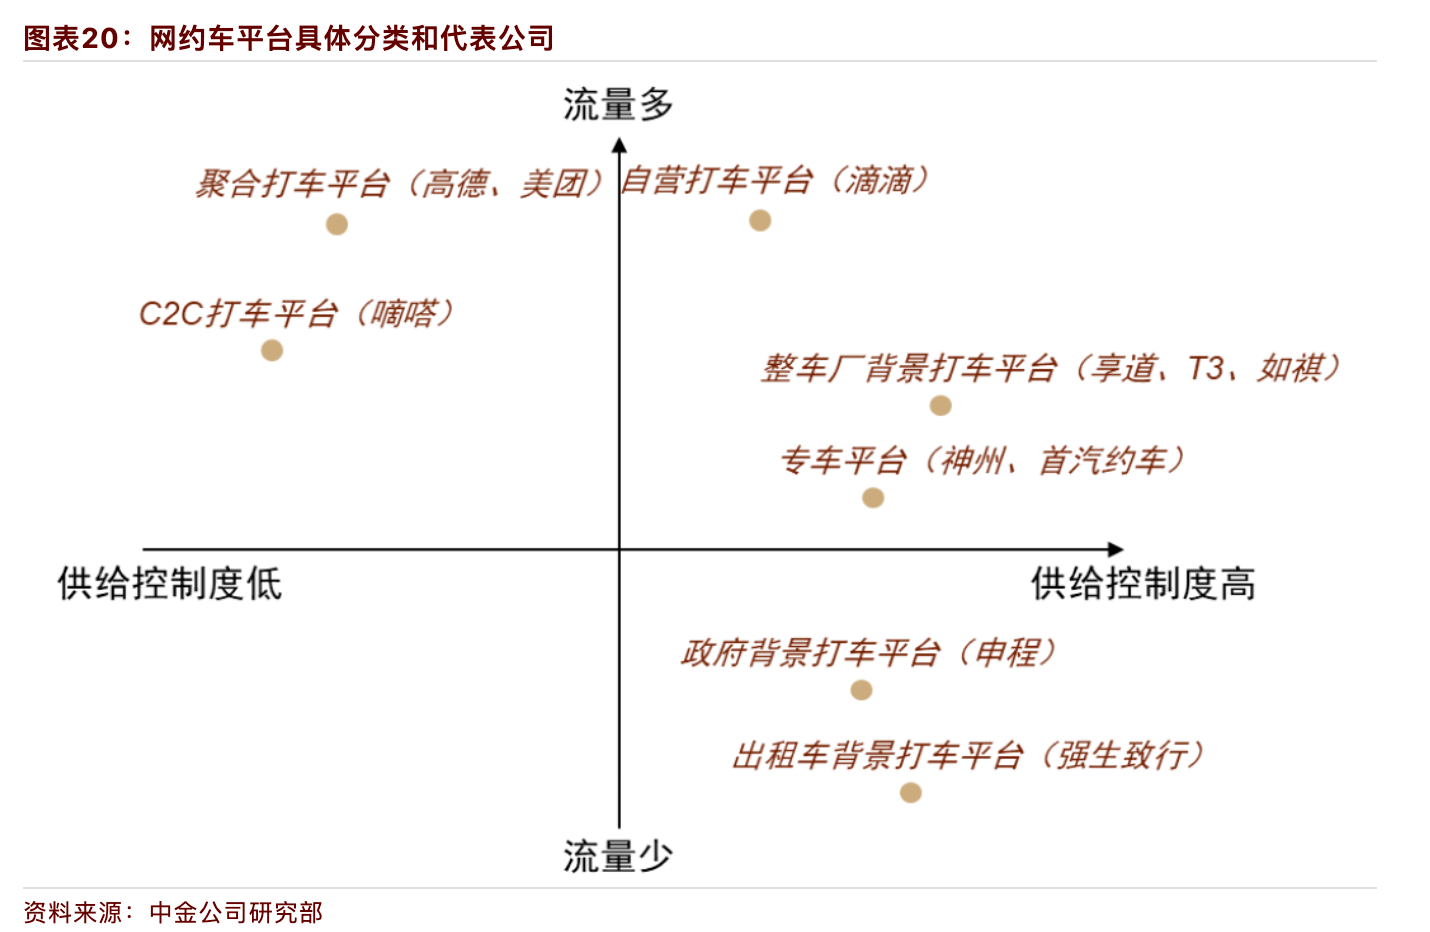 图表20：网约车平台具体分类和代表公司
流量多
聚合打车平台（高德、美团）
自营打车平台（滴滴）
C2C打车平台（嘀嗒）
整车厂背景打车平台（享道、T3、如祺）
专车平台（神州、首汽约车）
供给控制度低
供给控制度高
政府背景打车平台（申程）
出租车背景打车平台（强生致行）
流量少
资料来源：中金公司研究部